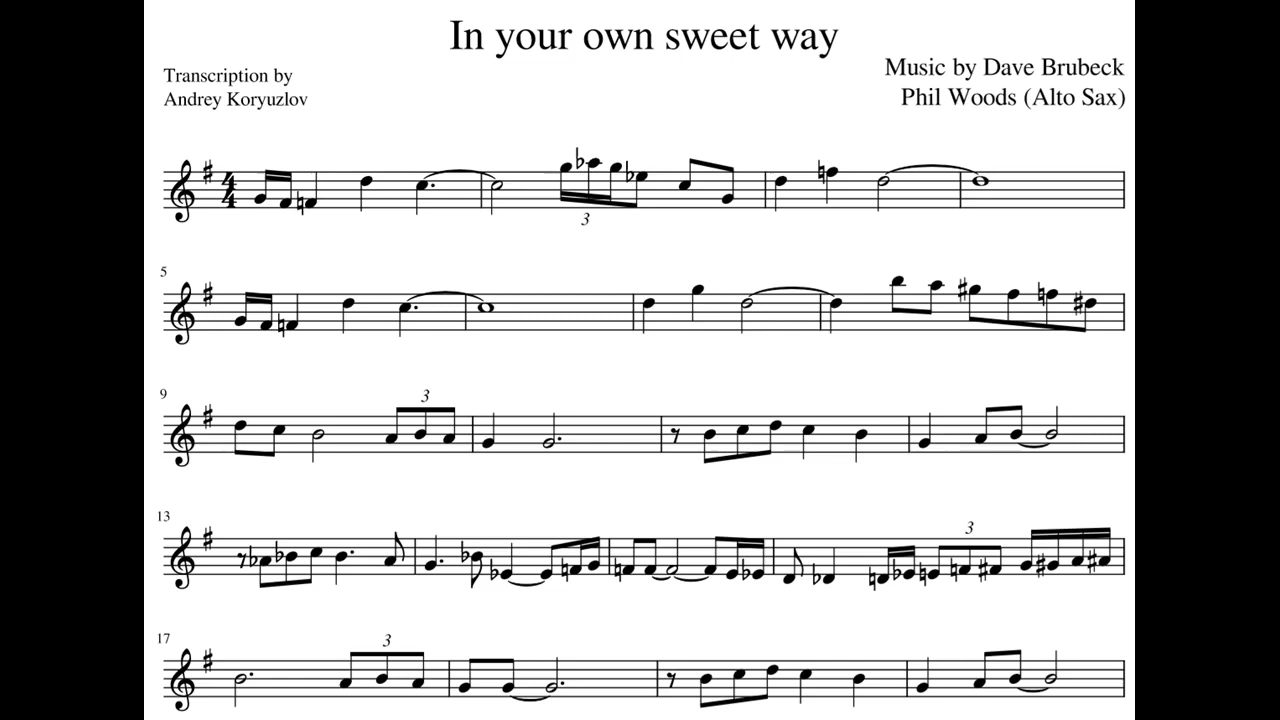 In your own sweet way
Transcription by
Andrey Koryuzlov
Music by Dave Brubeck
Phil Woods (Alto Sax)
4
4
3
5
9
3
13
3
17
3